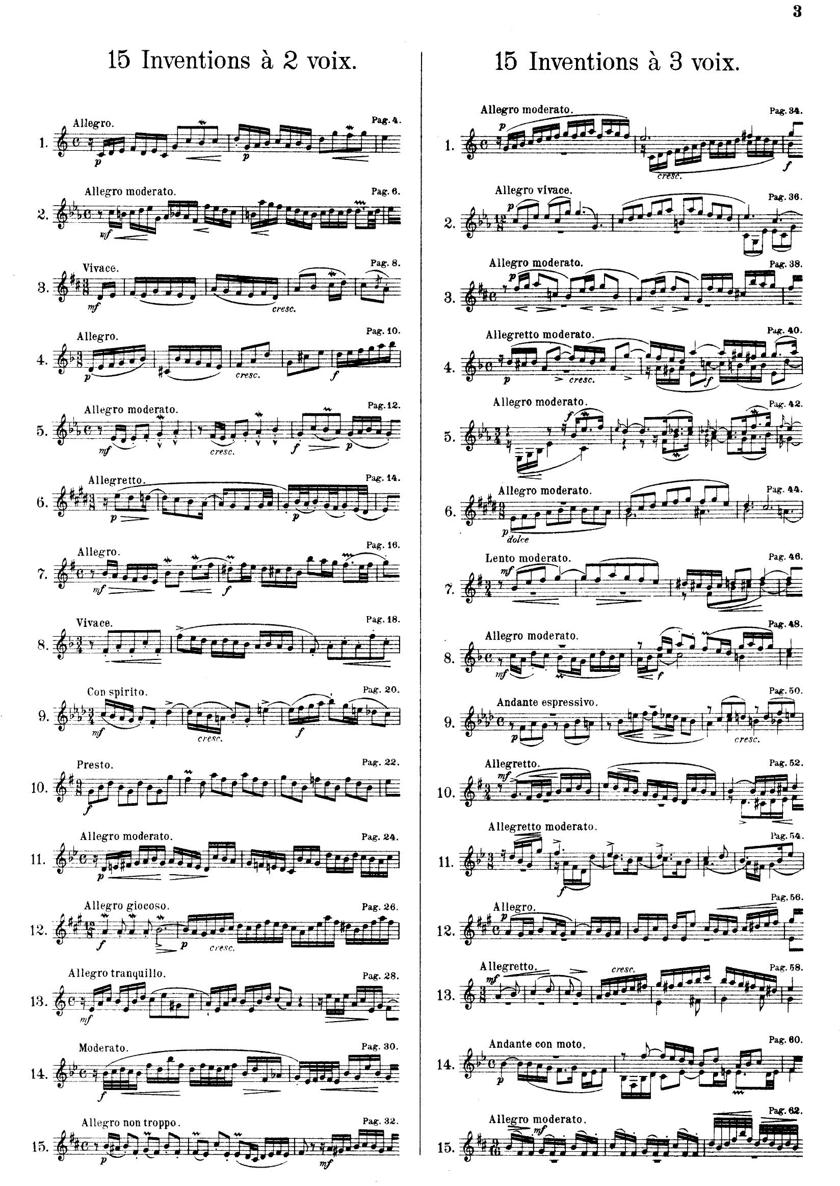 3
15 Inventions à 2 voix.
Allegro. Pag. 4.
1. p
Allegro moderato. Pag. 6.
2. mf
Vivace. Pag. 8.
3. mf cresc.
Allegro. Pag. 10.
4. p cresc. f
Allegro moderato. Pag. 12.
5. mf cresc. f p
Allegretto. Pag. 14.
6. p p
Allegro. Pag. 16.
7. mf f
Vivace. Pag. 18.
8. f f
Con spirito. Pag. 20.
9. mf cresc. f
Presto. Pag. 22.
10. f
Allegro moderato. Pag. 24.
11. p
Allegro giocoso. Pag. 26.
12. f p cresc.
Allegro tranquillo. Pag. 28.
13. mf
Moderato. Pag. 30.
14. f
Allegro non troppo. Pag. 32.
15. p mf
15 Inventions à 3 voix.
Allegro moderato. Pag. 34.
1. p cresc. f
Allegro vivace. Pag. 36.
2. p
Allegro moderato. Pag. 38.
3. p
Allegretto moderato. Pag. 40.
4. p cresc. f
Allegro moderato. Pag. 42.
5. p f
Allegro moderato. Pag. 44.
6. p dolce
Lento moderato. Pag. 46.
7. mf
Allegro moderato. Pag. 48.
8. mf f
Andante espressivo. Pag. 50.
9. p cresc.
Allegretto. Pag. 52.
10. mf
Allegretto moderato. Pag. 54.
11. f
Allegro. Pag. 56.
12. p
Allegretto. Pag. 58.
13. mf cresc.
Andante con moto. Pag. 60.
14. p
Allegro moderato. Pag. 62.
15. mf